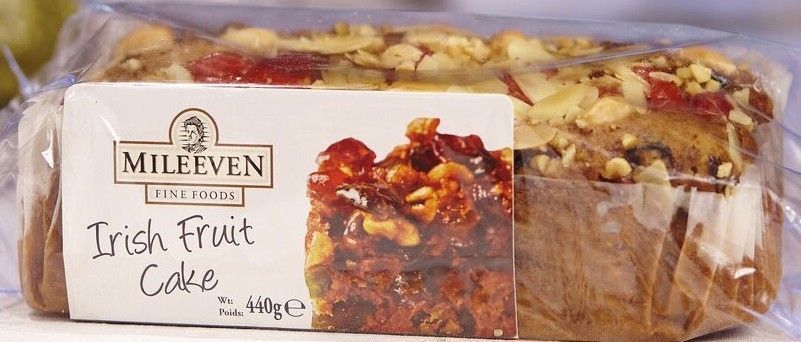 MILEEVEN
FINE FOODS
Irish Fruit
Cake
Wt:
Poids: 440g℮